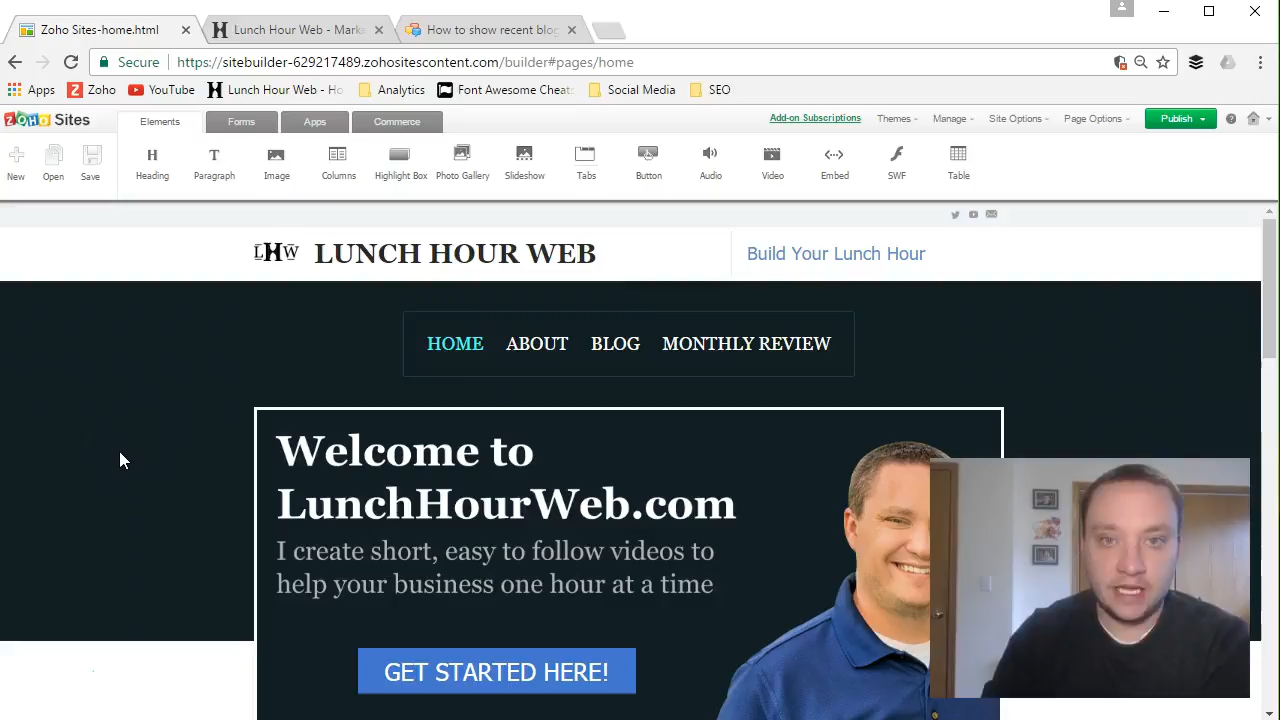 Zoho Sites-home.html
Lunch Hour Web - Marke
How to show recent blog
Secure
https://sitebuilder-629217489.zohositescontent.com/builder#pages/home
Apps
Zoho
YouTube
Lunch Hour Web - Ho
Analytics
Font Awesome Cheat
Social Media
SEO
ZOHO Sites
Elements
Forms
Apps
Commerce
Add-on Subscriptions
Themes
Manage
Site Options
Page Options
Publish
New
Open
Save
Heading
Paragraph
Image
Columns
Highlight Box
Photo Gallery
Slideshow
Tabs
Button
Audio
Video
Embed
SWF
Table
LHW
LUNCH HOUR WEB
Build Your Lunch Hour
HOME
ABOUT
BLOG
MONTHLY REVIEW
Welcome to
LunchHourWeb.com
I create short, easy to follow videos to
help your business one hour at a time
GET STARTED HERE!